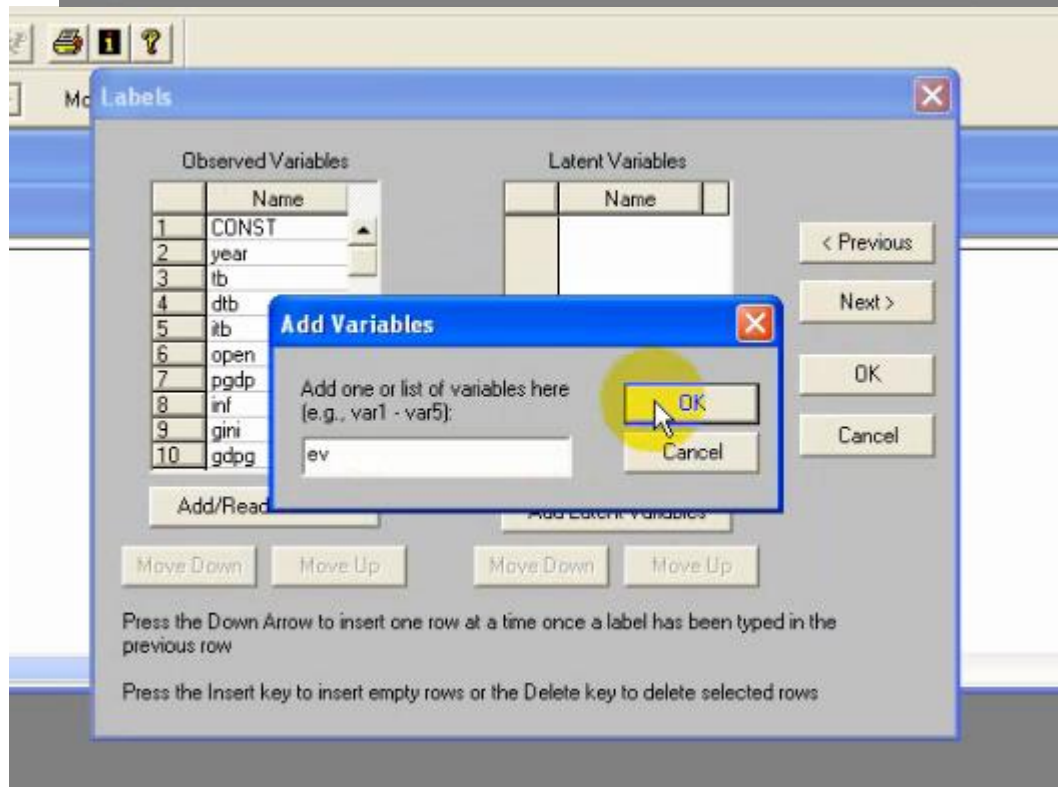 Mo
Labels
Observed Variables
Latent Variables
Name
Name
1 CONST
2 year
3 tb
4 dtb
5 itb
6 open
7 pgdp
8 inf
9 gini
10 gdpg
< Previous
Next >
OK
Cancel
Add Variables
Add one or list of variables here
(e.g., var1 - var5):
ev
OK
Cancel
Add/Read
Add Latent Variables
Move Down
Move Up
Move Down
Move Up
Press the Down Arrow to insert one row at a time once a label has been typed in the
previous row
Press the Insert key to insert empty rows or the Delete key to delete selected rows